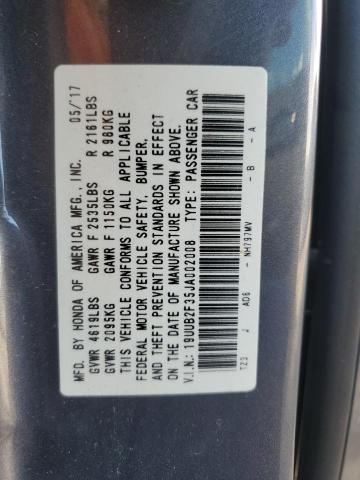 MFD. BY HONDA OF AMERICA MFG., INC. 05/'17
GVWR 4619LBS GAWR F 2535LBS R 2161LBS
GVWR 2095KG GAWR F 1150KG R 980KG
THIS VEHICLE CONFORMS TO ALL APPLICABLE
FEDERAL MOTOR VEHICLE SAFETY, BUMPER,
AND THEFT PREVENTION STANDARDS IN EFFECT
ON THE DATE OF MANUFACTURE SHOWN ABOVE.
V.I.N.: 19UUB2F35JA002008 TYPE: PASSENGER CAR
TZ3 J AD6 - NH797MV - B - A